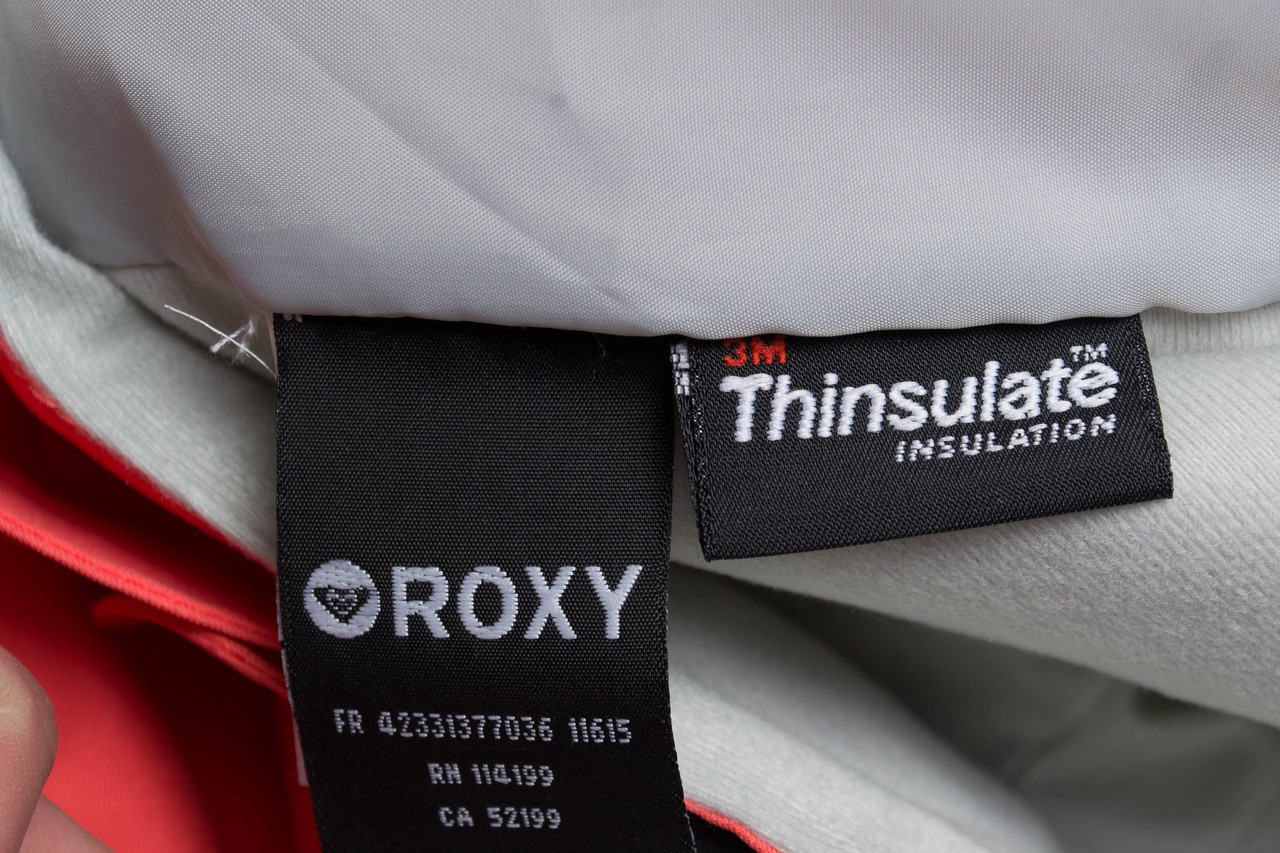 3M
Thinsulate™
INSULATION
ROXY
FR 42331377036 11615
RN 114199
CA 52199